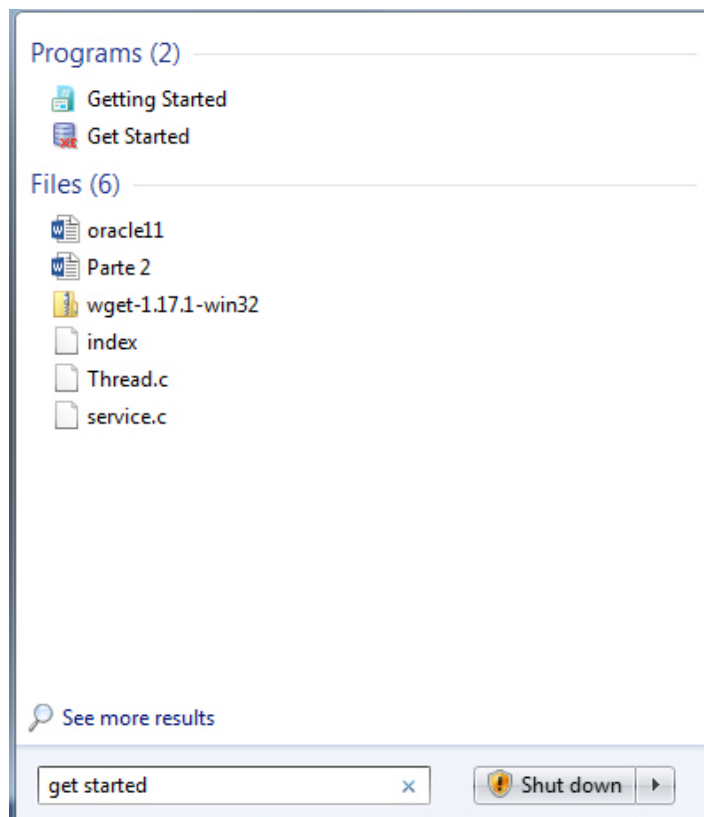 Programs (2)
Getting Started
Get Started
Files (6)
oracle11
Parte 2
wget-1.17.1-win32
index
Thread.c
service.c
See more results
get started
Shut down